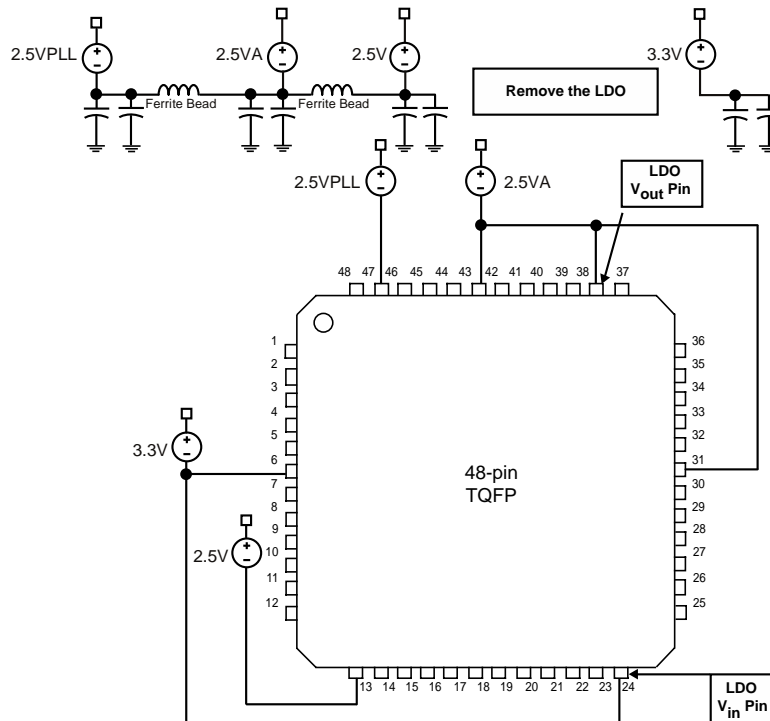 2.5VPLL
2.5VA
2.5V
3.3V
Ferrite Bead
Ferrite Bead
Remove the LDO
2.5VPLL
2.5VA
LDO
Vout Pin
48 47 46 45 44 43 42 41 40 39 38 37
1
2
3
4
5
6
7
8
9
10
11
12
36
35
34
33
32
31
30
29
28
27
26
25
3.3V
2.5V
48-pin
TQFP
13 14 15 16 17 18 19 20 21 22 23 24
LDO
Vin Pin